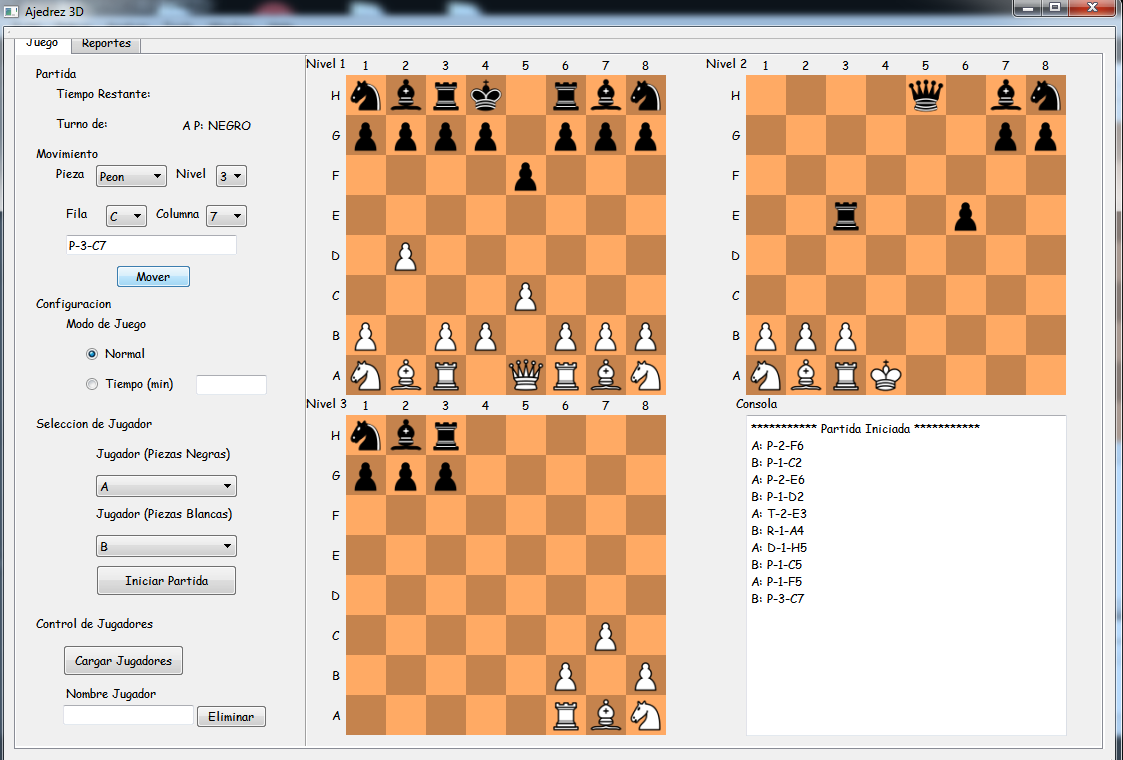 Ajedrez 3D
Juego Reportes
Partida
Tiempo Restante:
Turno de: A P: NEGRO
Movimiento
Pieza Peon Nivel 3
Fila C Columna 7
P-3-C7
Mover
Configuracion
Modo de Juego
Normal
Tiempo (min)
Seleccion de Jugador
Jugador (Piezas Negras)
A
Jugador (Piezas Blancas)
B
Iniciar Partida
Control de Jugadores
Cargar Jugadores
Nombre Jugador
Eliminar
Nivel 1 1 2 3 4 5 6 7 8
H
G
F
E
D
C
B
A
Nivel 2 1 2 3 4 5 6 7 8
H
G
F
E
D
C
B
A
Nivel 3 1 2 3 4 5 6 7 8
H
G
F
E
D
C
B
A
Consola
*********** Partida Iniciada ***********
A: P-2-F6
B: P-1-C2
A: P-2-E6
B: P-1-D2
A: T-2-E3
B: R-1-A4
A: D-1-H5
B: P-1-C5
A: P-1-F5
B: P-3-C7